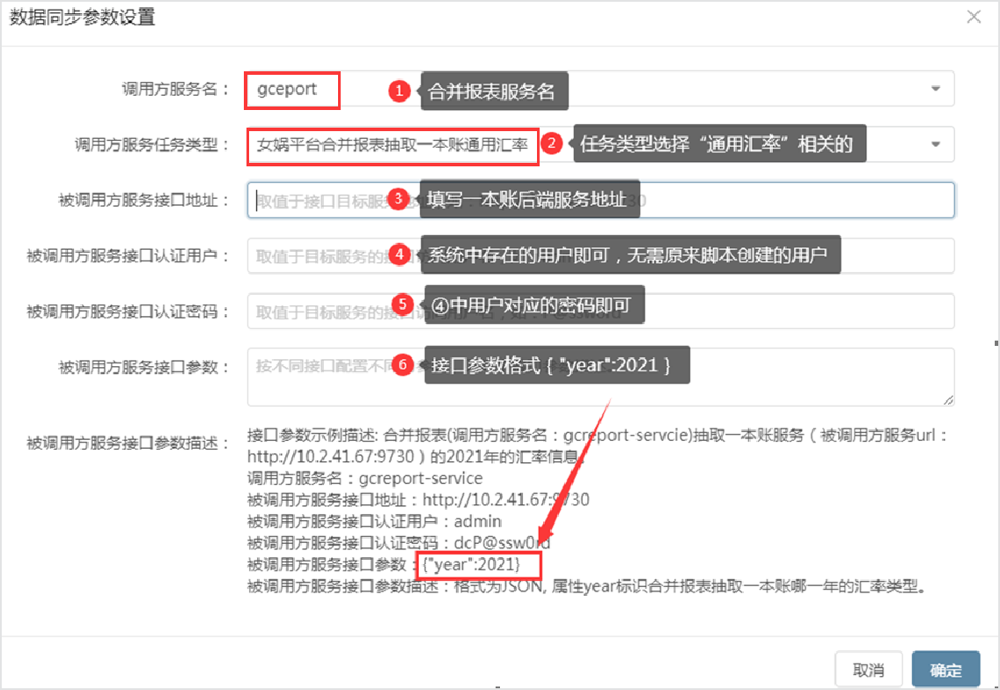 数据同步参数设置
调用方服务名： gceport 1 合并报表服务名
调用方服务任务类型： 女娲平台合并报表抽取一本账通用汇率 2 任务类型选择“通用汇率”相关的
被调用方服务接口地址： 取值于接口目标服务 3 填写一本账后端服务地址 30
被调用方服务接口认证用户： 取值于目标服务的 4 系统中存在的用户即可，无需原来脚本创建的用户
被调用方服务接口认证密码： 取值于目标服务的接 5 ④中用户对应的密码即可
被调用方服务接口参数： 按不同接口配置不同 6 接口参数格式 { "year":2021 }
被调用方服务接口参数描述： 接口参数示例描述: 合并报表(调用方服务名：gcreport-servcie)抽取一本账服务（被调用方服务url：
http://10.2.41.67:9730）的2021年的汇率信息。
调用方服务名：gcreport-service
被调用方服务接口地址：http://10.2.41.67:9730
被调用方服务接口认证用户：admin
被调用方服务接口认证密码：dcP@ssw0rd
被调用方服务接口参数：{"year":2021}
被调用方服务接口参数描述：格式为JSON, 属性year标识合并报表抽取一本账哪一年的汇率类型。
取消 确定